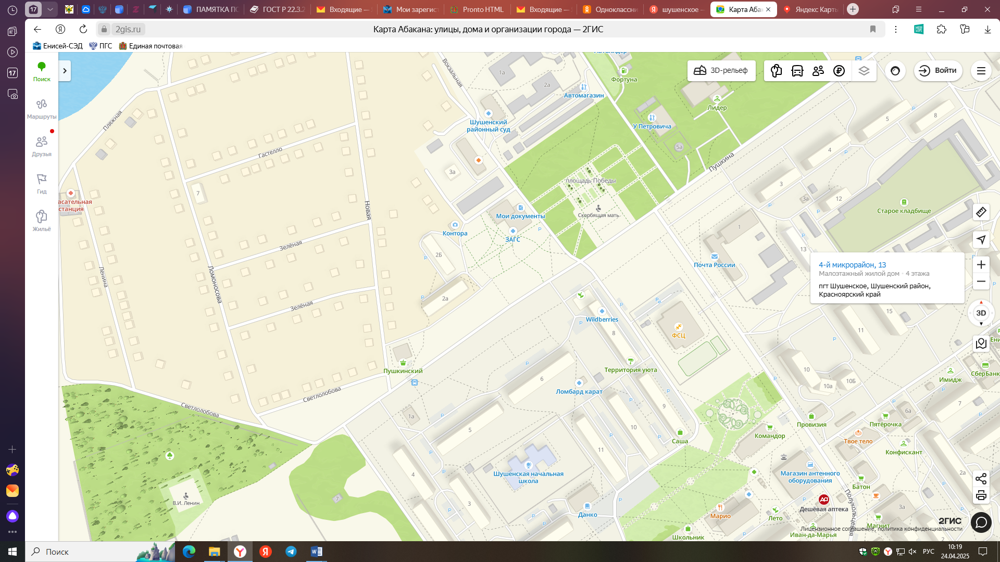 17
ПАМЯТКА ПО
ГОСТ Р 22.3.2
Входящие —
Мои зарегист
Pronto HTML
Входящие —
Одноклассни
шушенское —
Карта Абак
Яндекс Карты
2gis.ru
Карта Абакана: улицы, дома и организации города — 2ГИС
Енисей-СЭД
ПГС
Единая почтовая
17
Поиск
Маршруты
Друзья
Гид
Жильё
3D-рельеф
Войти
Вокзальная
1а
2а
Фортуна
Автомагазин
Лидер
Шушенский
районный суд
У Петровича
5а
5
8
4
Пляжная
Гастелло
3а
площадь Победы
Пушкина
3
3а
12
7
асательная
станция
Новая
Мои документы
Скорбящая мать
Старое кладбище
Контора
ЗАГС
1
13
Зелёная
2Б
Почта России
Ленина
Ломоносова
4-й микрорайон, 13
Малоэтажный жилой дом • 4 этажа
пгт Шушенское, Шушенский район,
Красноярский край
2а
Зелёная
Wildberries
8
ФСЦ
15
11
3D
Пушкинский
Территория уюта
6
Ломбард карат
10
10а
10Б
Имидж
СберБанк
Светлолобова
Светлолобова
1а
9
7
6а
5
10
Провизия
Пятёрочка
Командор
Саша
Твое тело
Конфискант
11
Шушенская начальная
школа
4
Магазин антенного
оборудования
Батон
2а
В.И. Ленин
7
3
Данко
Марио
Лето
Дешёвая аптека
3а
Полукольцевая
Магнит
2ГИС
Лицензионное соглашение, политика конфиденциальности
Школьник
Иван-да-Марья
2
Поиск
РУС
10:19
24.04.2025